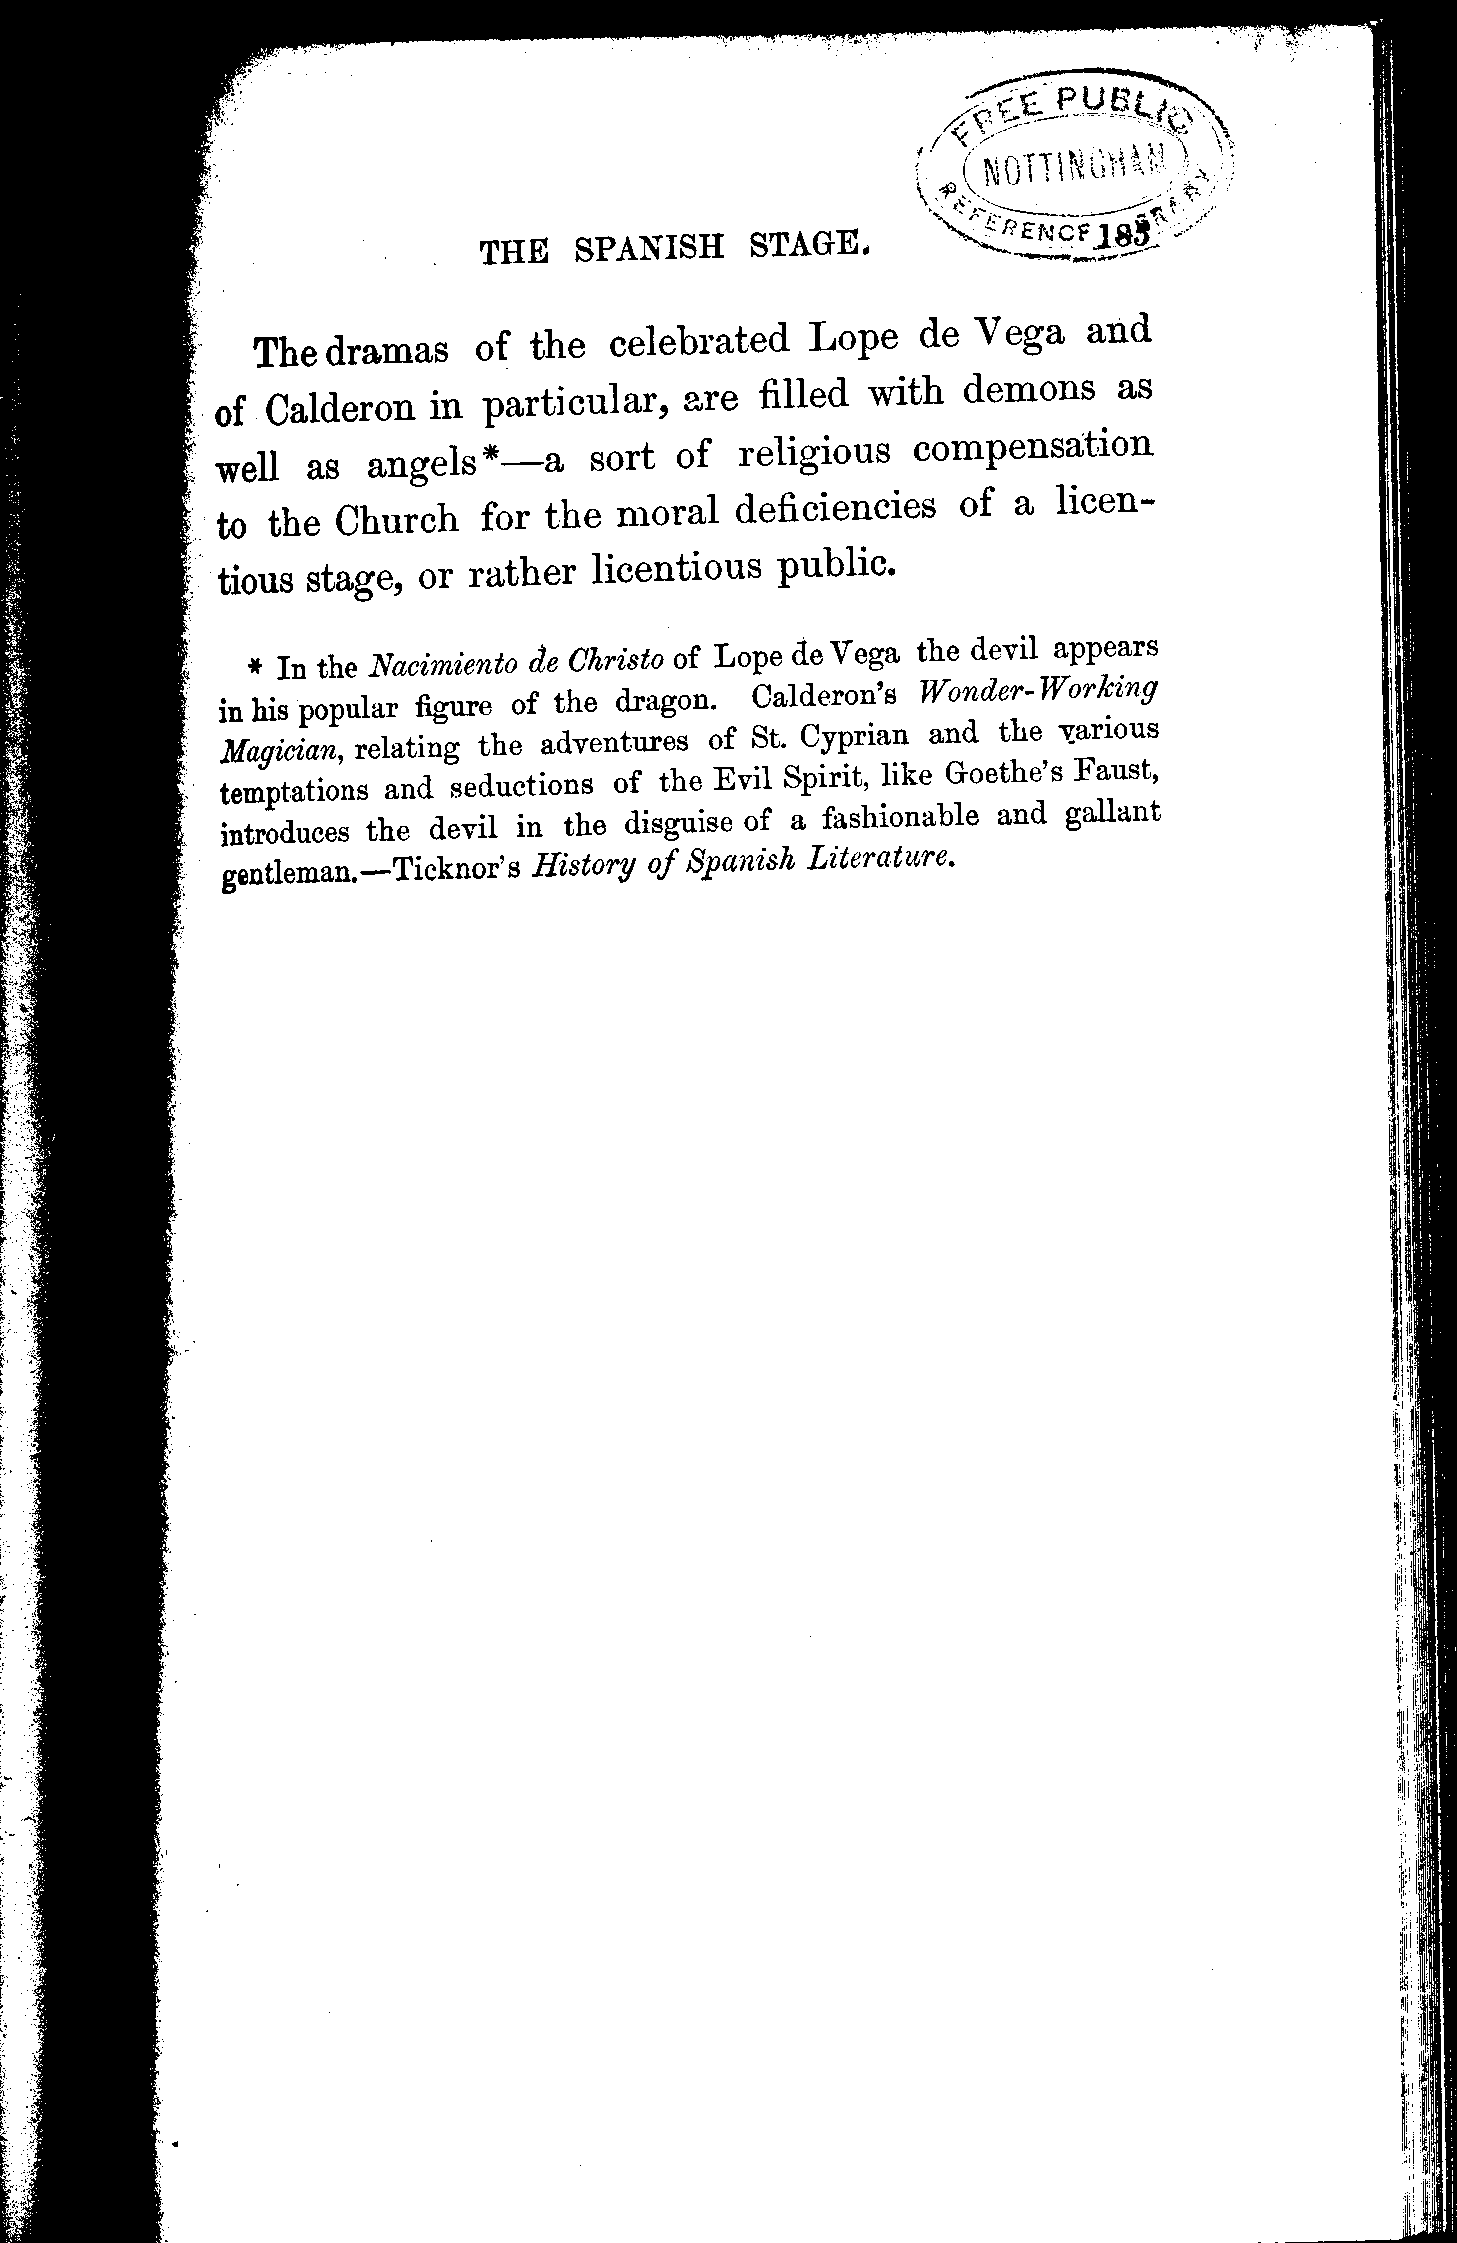 FREE PUBLIC
NOTTINGHAM
REFERENCE LIBRARY
THE SPANISH STAGE. 185
The dramas of the celebrated Lope de Vega and
of Calderon in particular, are filled with demons as
well as angels*—a sort of religious compensation
to the Church for the moral deficiencies of a licen-
tious stage, or rather licentious public.
* In the Nacimiento de Christo of Lope de Vega the devil appears
in his popular figure of the dragon. Calderon's Wonder-Working
Magician, relating the adventures of St. Cyprian and the various
temptations and seductions of the Evil Spirit, like Goethe's Faust,
introduces the devil in the disguise of a fashionable and gallant
gentleman.—Ticknor's History of Spanish Literature.